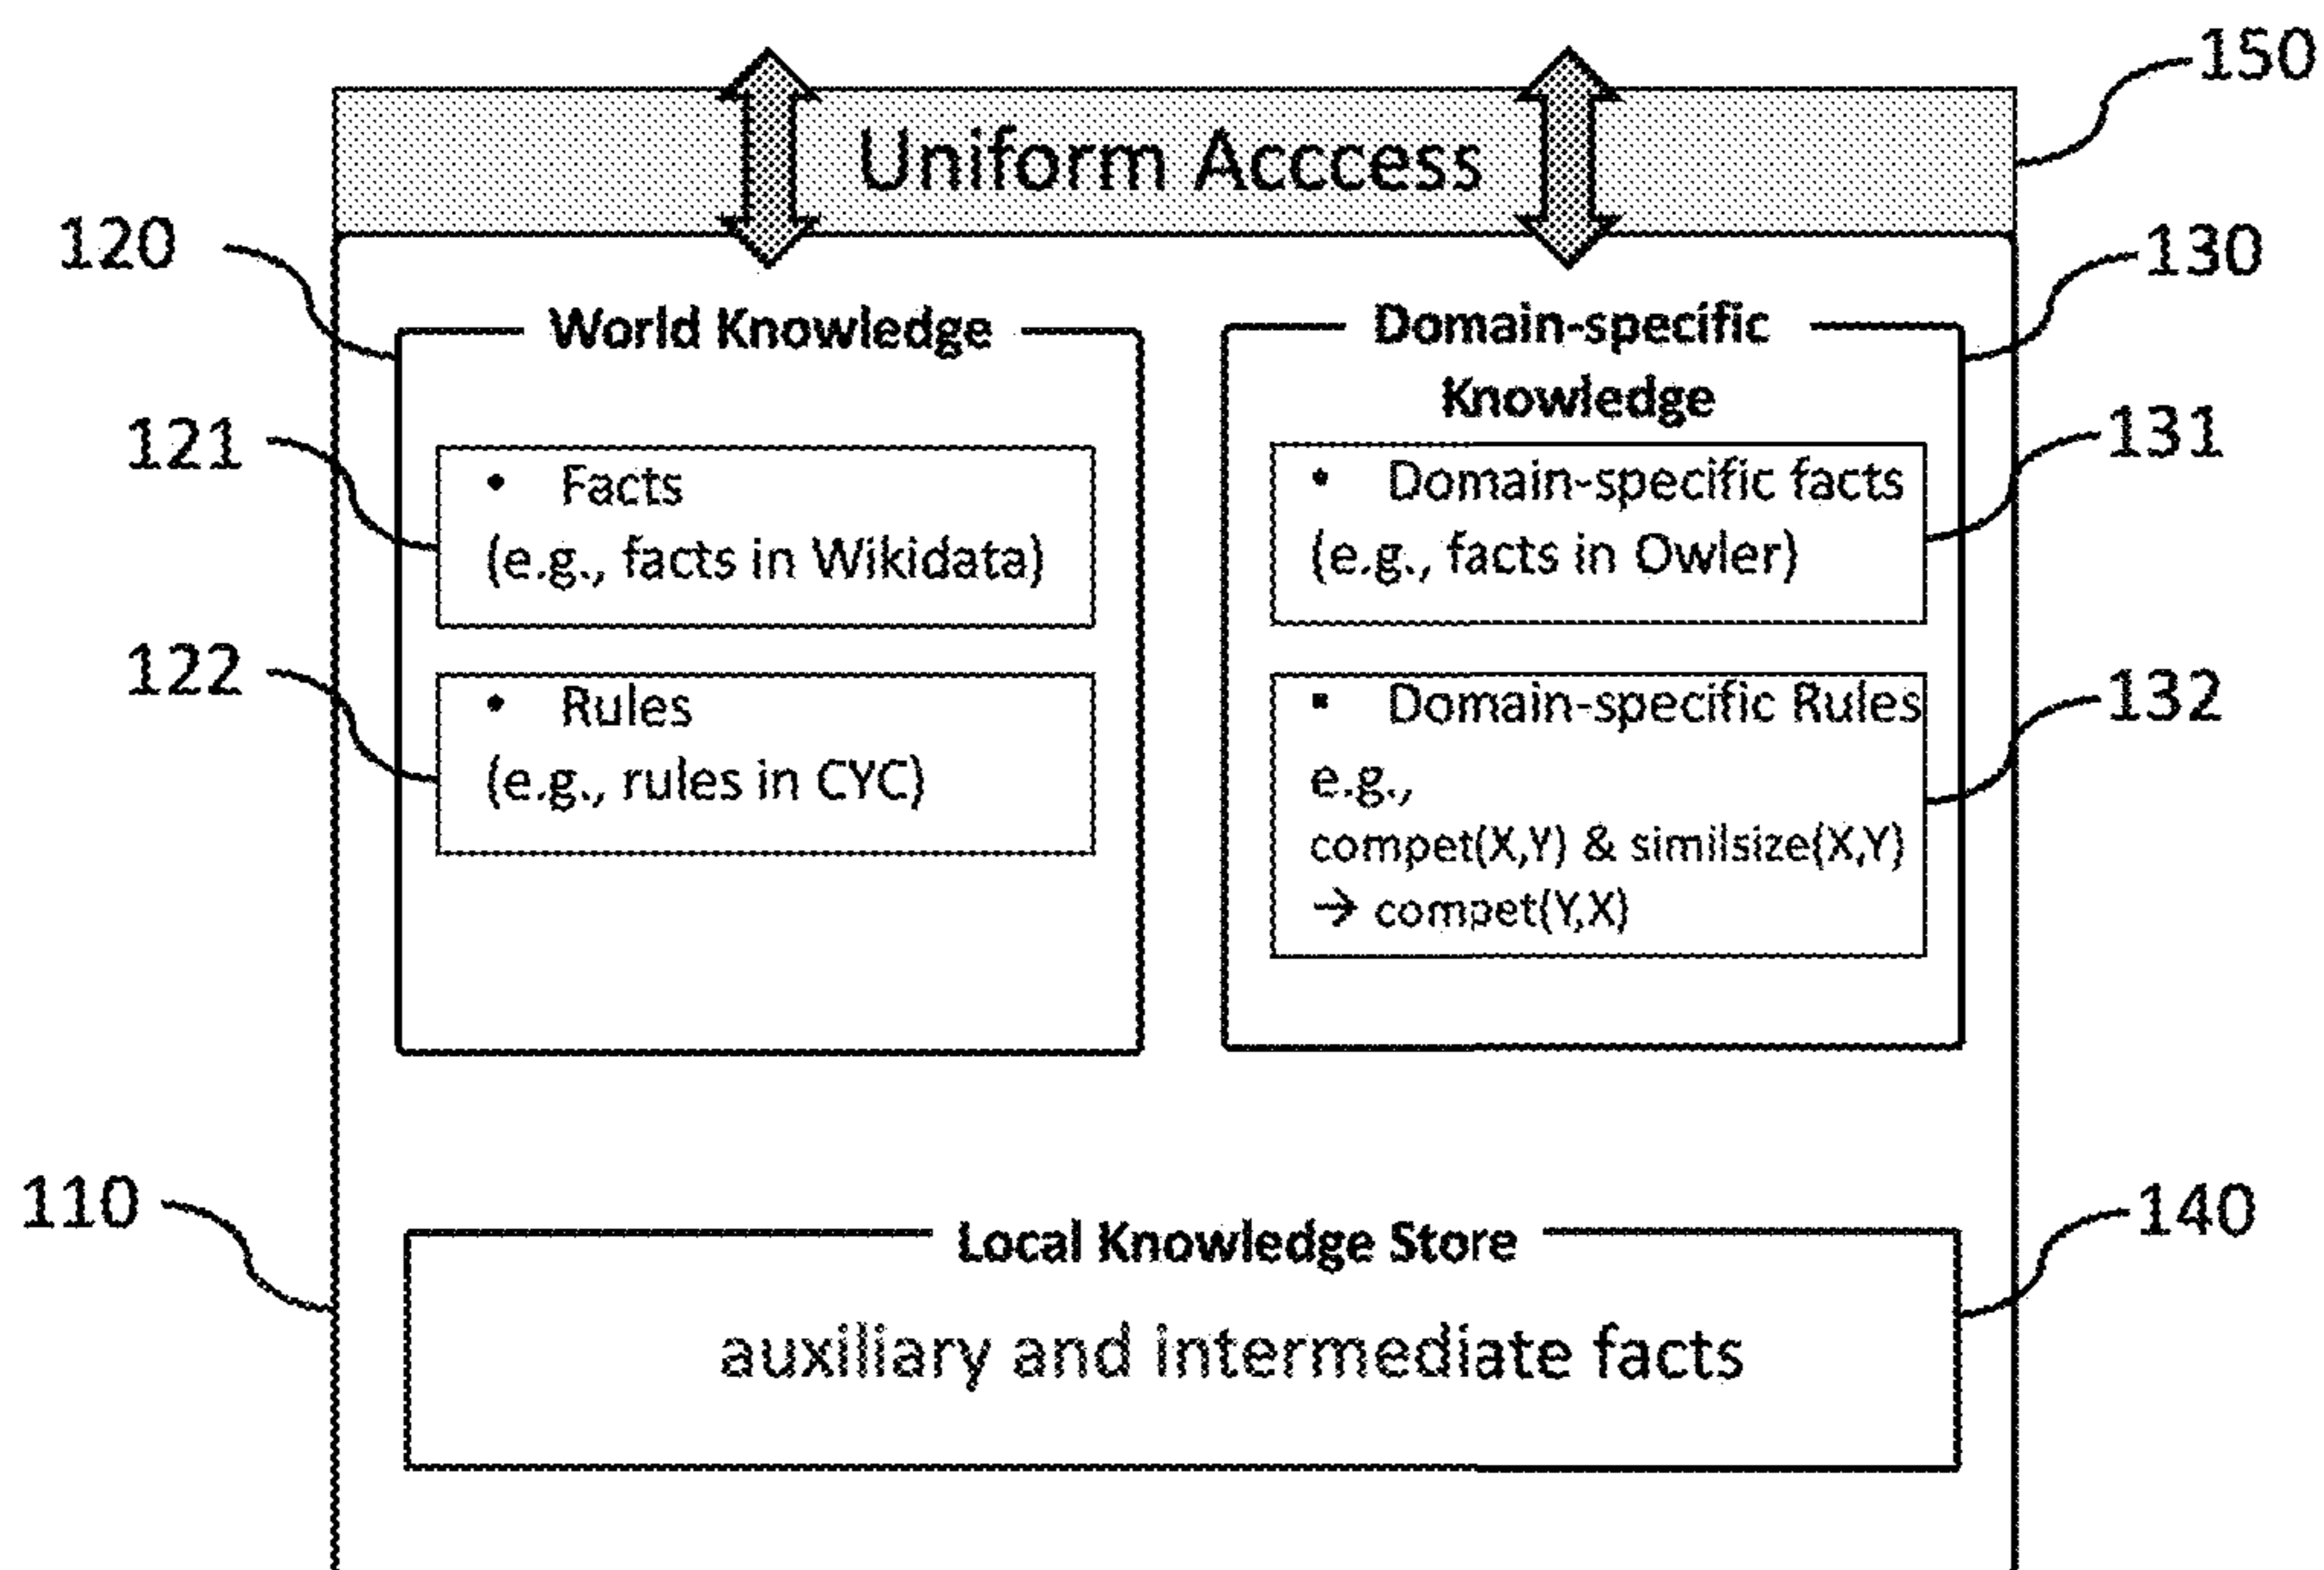 150
Uniform Acccess
120
130
World Knowledge
Domain-specific
Knowledge
121
• Facts
(e.g., facts in Wikidata)
131
• Domain-specific facts
(e.g., facts in Owler)
122
• Rules
(e.g., rules in CYC)
132
▪ Domain-specific Rules
e.g.,
compet(X,Y) & similsize(X,Y)
→ compet(Y,X)
110
140
Local Knowledge Store
auxiliary and intermediate facts